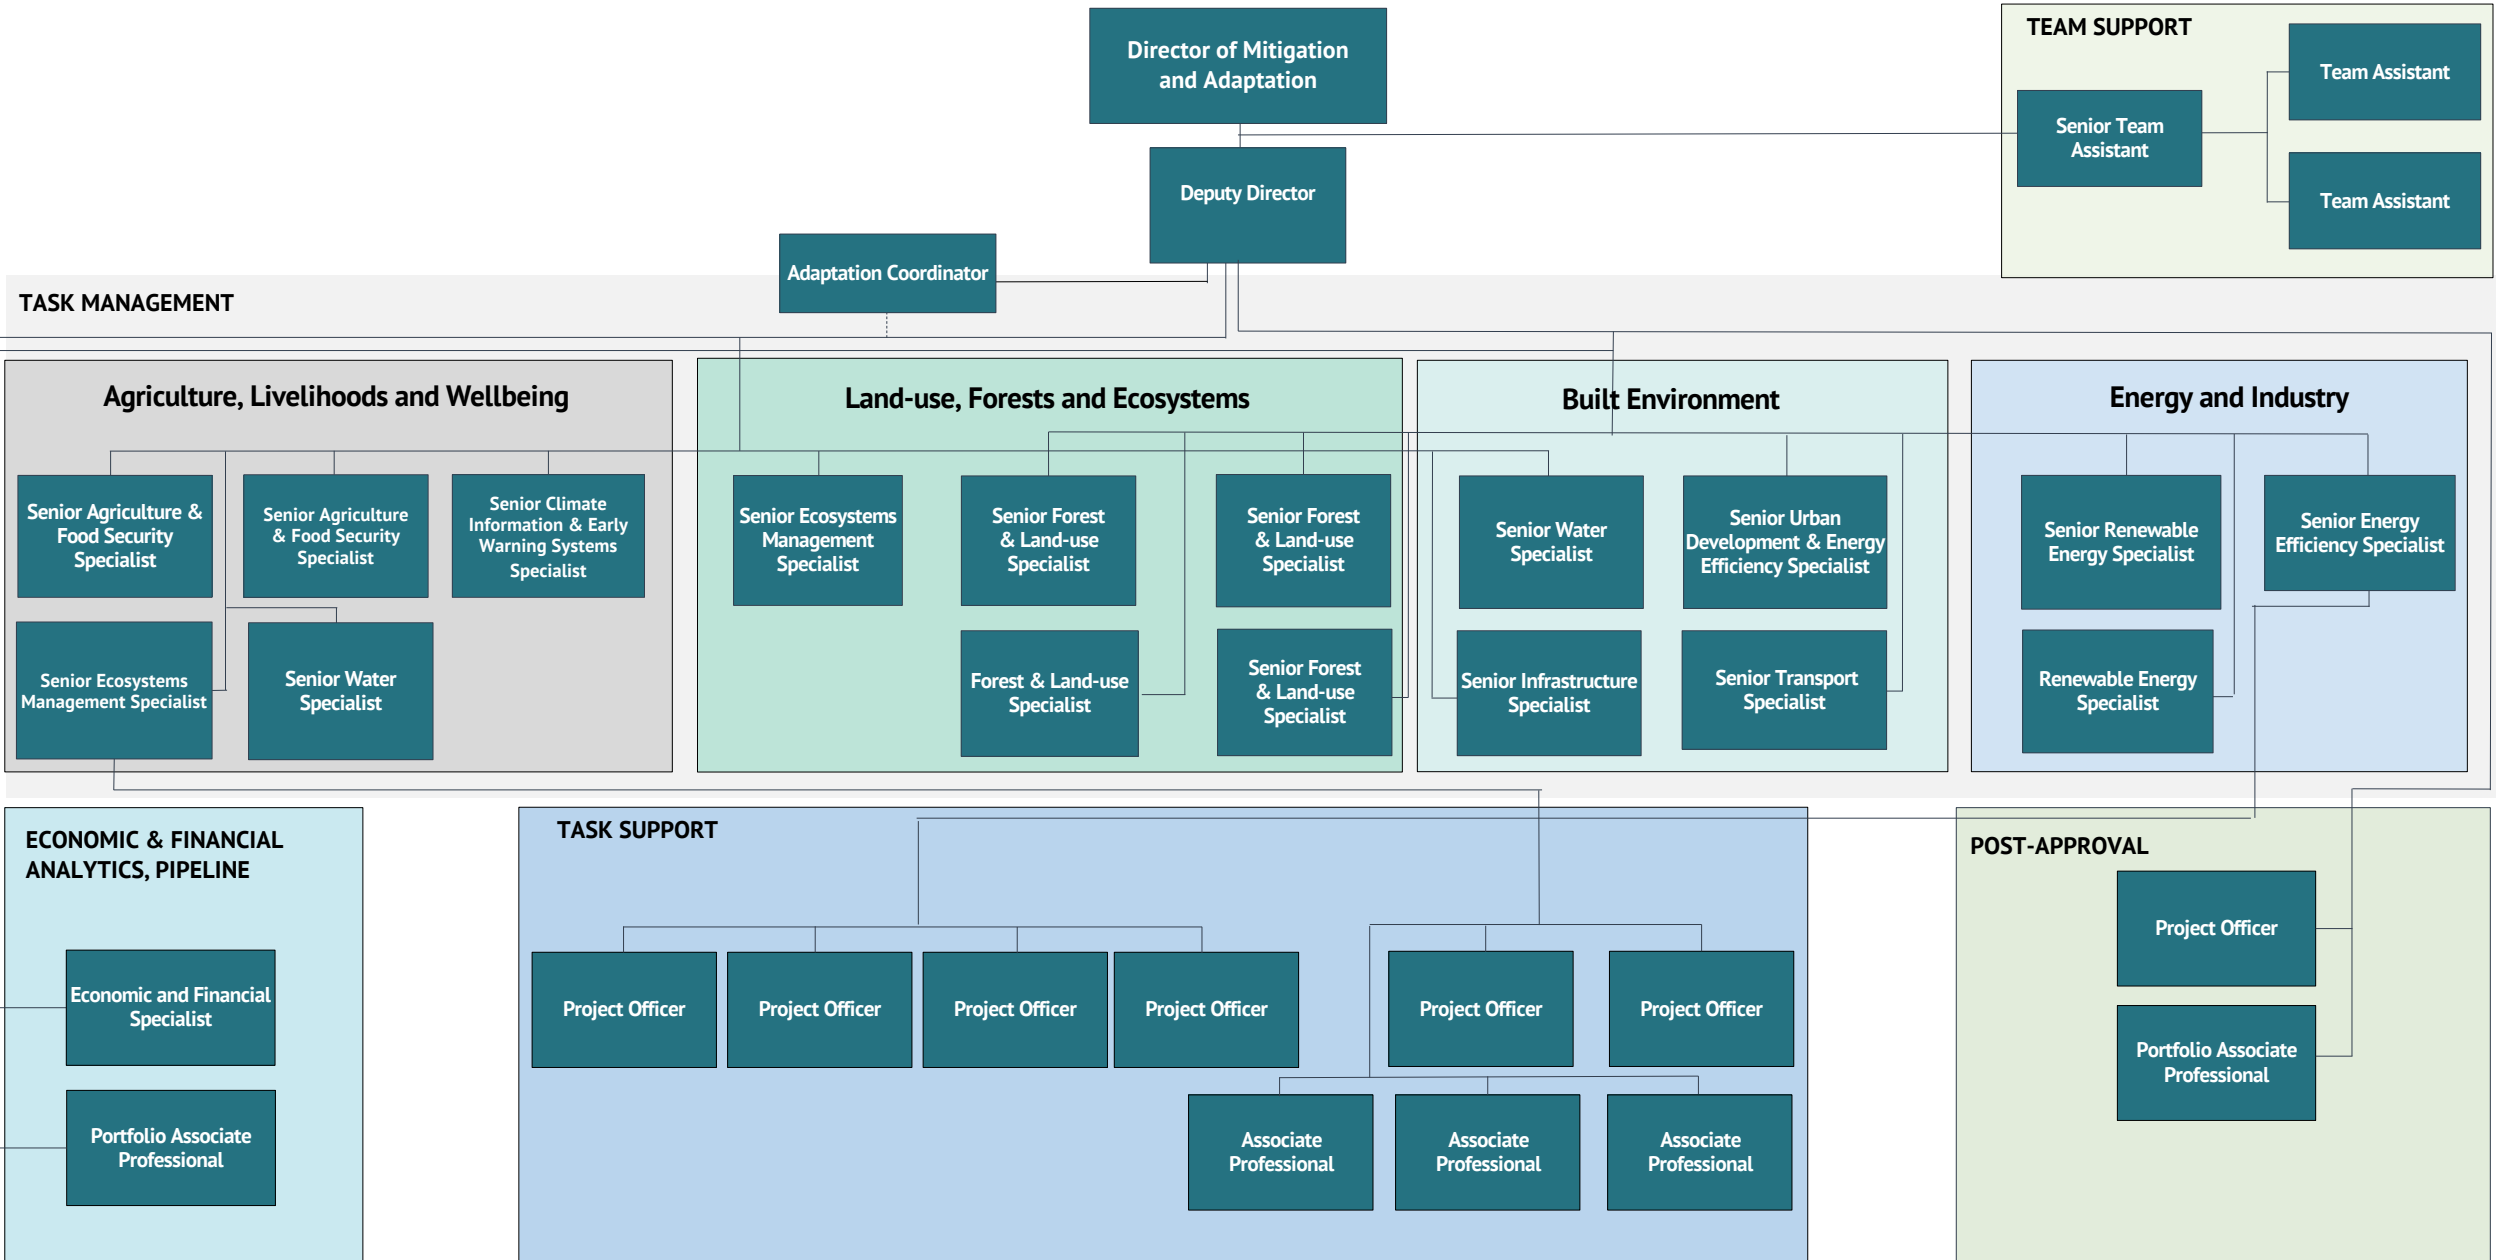 Director of Mitigation
and Adaptation
TEAM SUPPORT
Team Assistant
Senior Team
Assistant
Team Assistant
Deputy Director
Adaptation Coordinator
TASK MANAGEMENT
Agriculture, Livelihoods and Wellbeing
Senior Agriculture &
Food Security
Specialist
Senior Agriculture
& Food Security
Specialist
Senior Climate
Information & Early
Warning Systems
Specialist
Senior Ecosystems
Management Specialist
Senior Water
Specialist
Land-use, Forests and Ecosystems
Senior Ecosystems
Management
Specialist
Senior Forest
& Land-use
Specialist
Senior Forest
& Land-use
Specialist
Forest & Land-use
Specialist
Senior Forest
& Land-use
Specialist
Built Environment
Senior Water
Specialist
Senior Urban
Development & Energy
Efficiency Specialist
Senior Infrastructure
Specialist
Senior Transport
Specialist
Energy and Industry
Senior Renewable
Energy Specialist
Senior Energy
Efficiency Specialist
Renewable Energy
Specialist
ECONOMIC & FINANCIAL
ANALYTICS, PIPELINE
Economic and Financial
Specialist
Portfolio Associate
Professional
TASK SUPPORT
Project Officer
Project Officer
Project Officer
Project Officer
Project Officer
Project Officer
Associate
Professional
Associate
Professional
Associate
Professional
POST-APPROVAL
Project Officer
Portfolio Associate
Professional